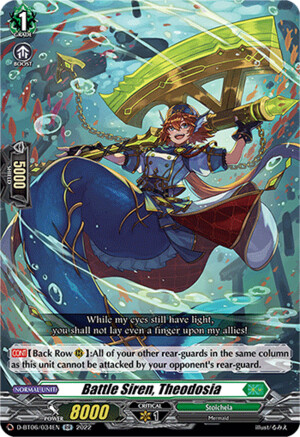 1
GRADE
BOOST
5000
SHIELD
While my eyes still have light,
you shall not lay even a finger upon my allies!
CONT [Back Row]:All of your other rear-guards in the same column
as this unit cannot be attacked by your opponent's rear-guard.
NORMAL UNIT
Battle Siren, Theodosia
POWER 8000
CRITICAL 1
Stoicheia
Mermaid
D-BT06/034EN RR 2022